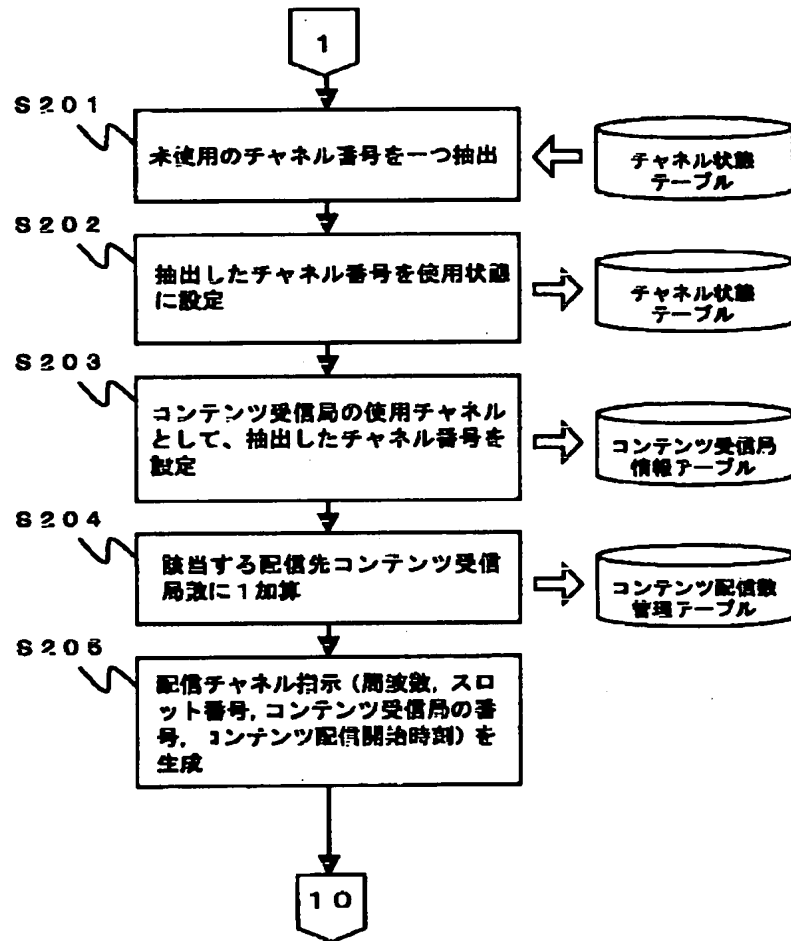 1
S201
未使用のチャネル番号を一つ抽出
チャネル状態
テーブル
S202
抽出したチャネル番号を使用状態
に設定
チャネル状態
テーブル
S203
コンテンツ受信局の使用チャネル
として、抽出したチャネル番号を
設定
コンテンツ受信局
情報テーブル
S204
該当する配信先コンテンツ受信
局数に1加算
コンテンツ配信数
管理テーブル
S205
配信チャネル指示(周波数,スロ
ット番号,コンテンツ受信局の番
号,コンテンツ配信開始時刻)を
生成
10